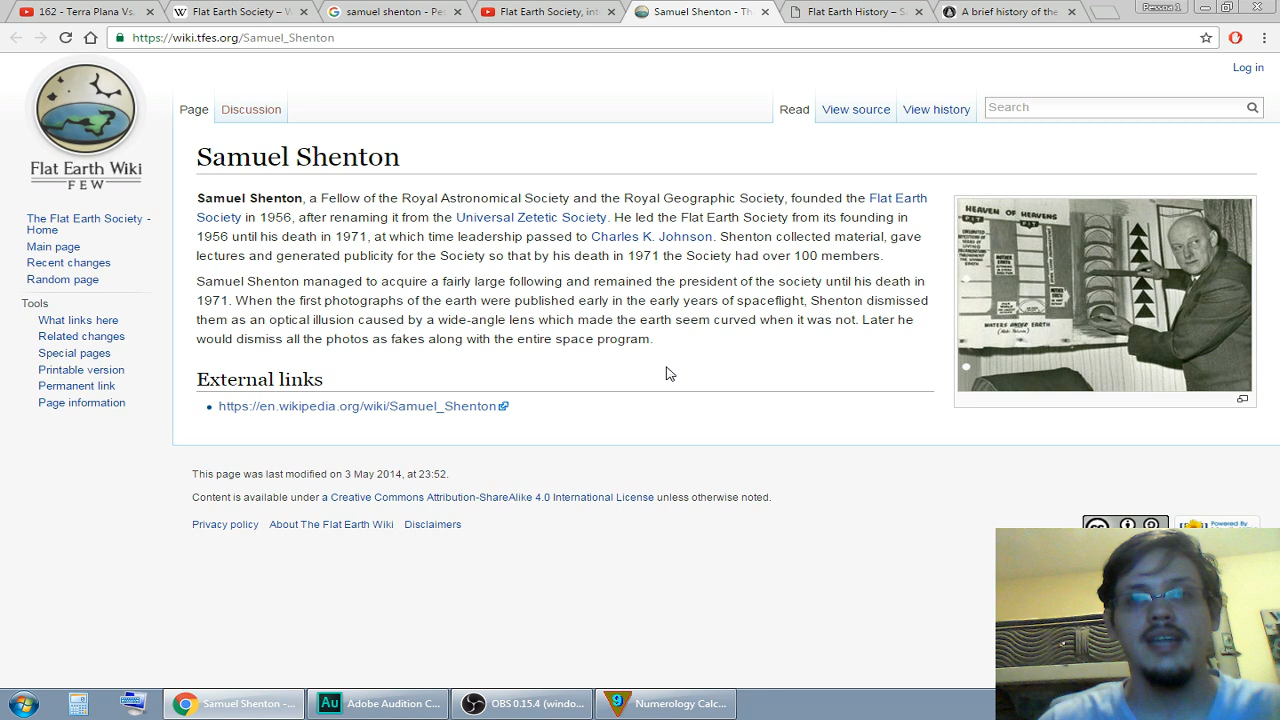 162 - Terra Plana Vs.
Flat Earth Society – W
samuel shenton - Pes
Flat Earth Society, int
Samuel Shenton - Th
Flat Earth History – S
A brief history of the
Pessoa 1
https://wiki.tfes.org/Samuel_Shenton
Log in
Page
Discussion
Read
View source
View history
Search
Flat Earth Wiki
FEW
The Flat Earth Society -
Home
Main page
Recent changes
Random page
Tools
What links here
Related changes
Special pages
Printable version
Permanent link
Page information
Samuel Shenton
Samuel Shenton, a Fellow of the Royal Astronomical Society and the Royal Geographic Society, founded the Flat Earth
Society in 1956, after renaming it from the Universal Zetetic Society. He led the Flat Earth Society from its founding in
1956 until his death in 1971, at which time leadership passed to Charles K. Johnson. Shenton collected material, gave
lectures and generated publicity for the Society so that by his death in 1971 the Society had over 100 members.
Samuel Shenton managed to acquire a fairly large following and remained the president of the society until his death in
1971. When the first photographs of the earth were published early in the early years of spaceflight, Shenton dismissed
them as an optical illusion caused by a wide-angle lens which made the earth seem curved when it was not. Later he
would dismiss all the photos as fakes along with the entire space program.
HEAVEN OF HEAVENS
WATERS UNDER EARTH
External links
https://en.wikipedia.org/wiki/Samuel_Shenton
This page was last modified on 3 May 2014, at 23:52.
Content is available under a Creative Commons Attribution-ShareAlike 4.0 International License unless otherwise noted.
Privacy policy
About The Flat Earth Wiki
Disclaimers
Powered By
Samuel Shenton -...
Au
Adobe Audition C...
OBS 0.15.4 (windo...
9
Numerology Calc...